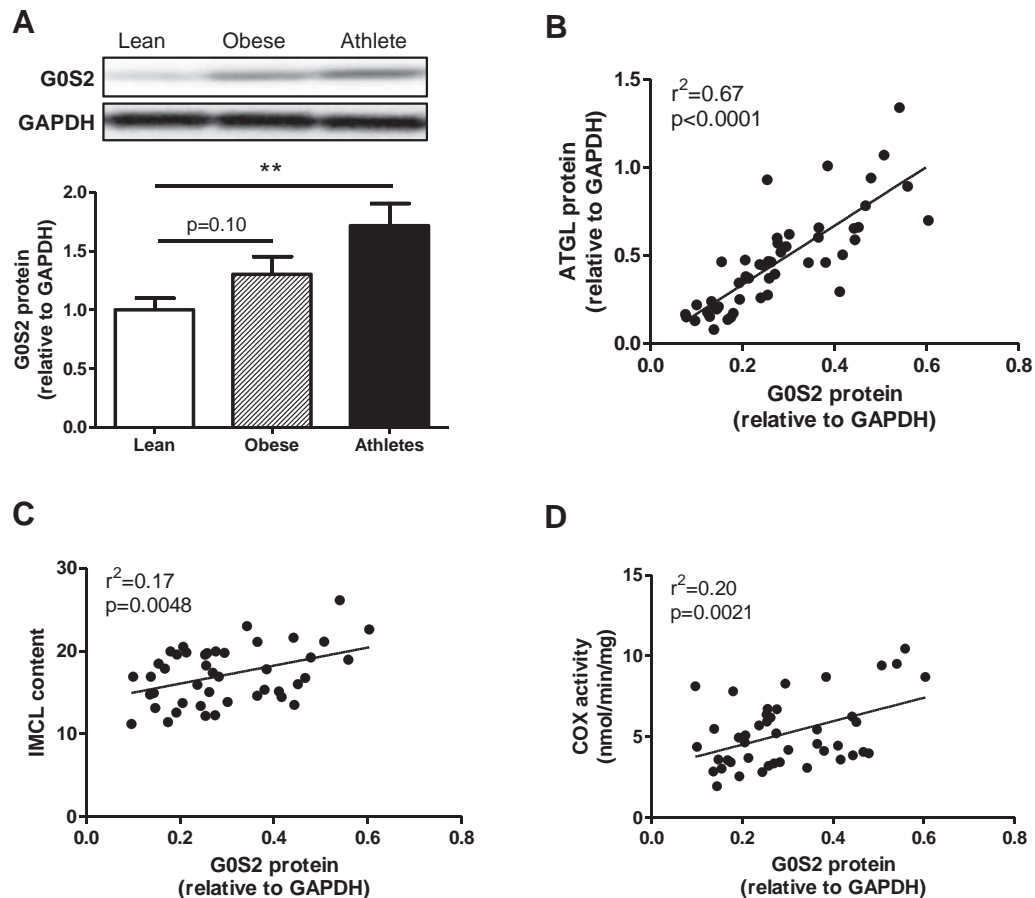 A
Lean Obese Athlete
G0S2
GAPDH
**
p=0.10
2.0
1.5
1.0
0.5
0.0
G0S2 protein
(relative to GAPDH)
Lean Obese Athletes
B
r²=0.67
p<0.0001
1.5
1.0
0.5
0.0
ATGL protein
(relative to GAPDH)
0.0 0.2 0.4 0.6 0.8
G0S2 protein
(relative to GAPDH)
C
r²=0.17
p=0.0048
30
20
10
0
IMCL content
0.0 0.2 0.4 0.6 0.8
G0S2 protein
(relative to GAPDH)
D
r²=0.20
p=0.0021
15
10
5
0
COX activity
(nmol/min/mg)
0.0 0.2 0.4 0.6 0.8
G0S2 protein
(relative to GAPDH)